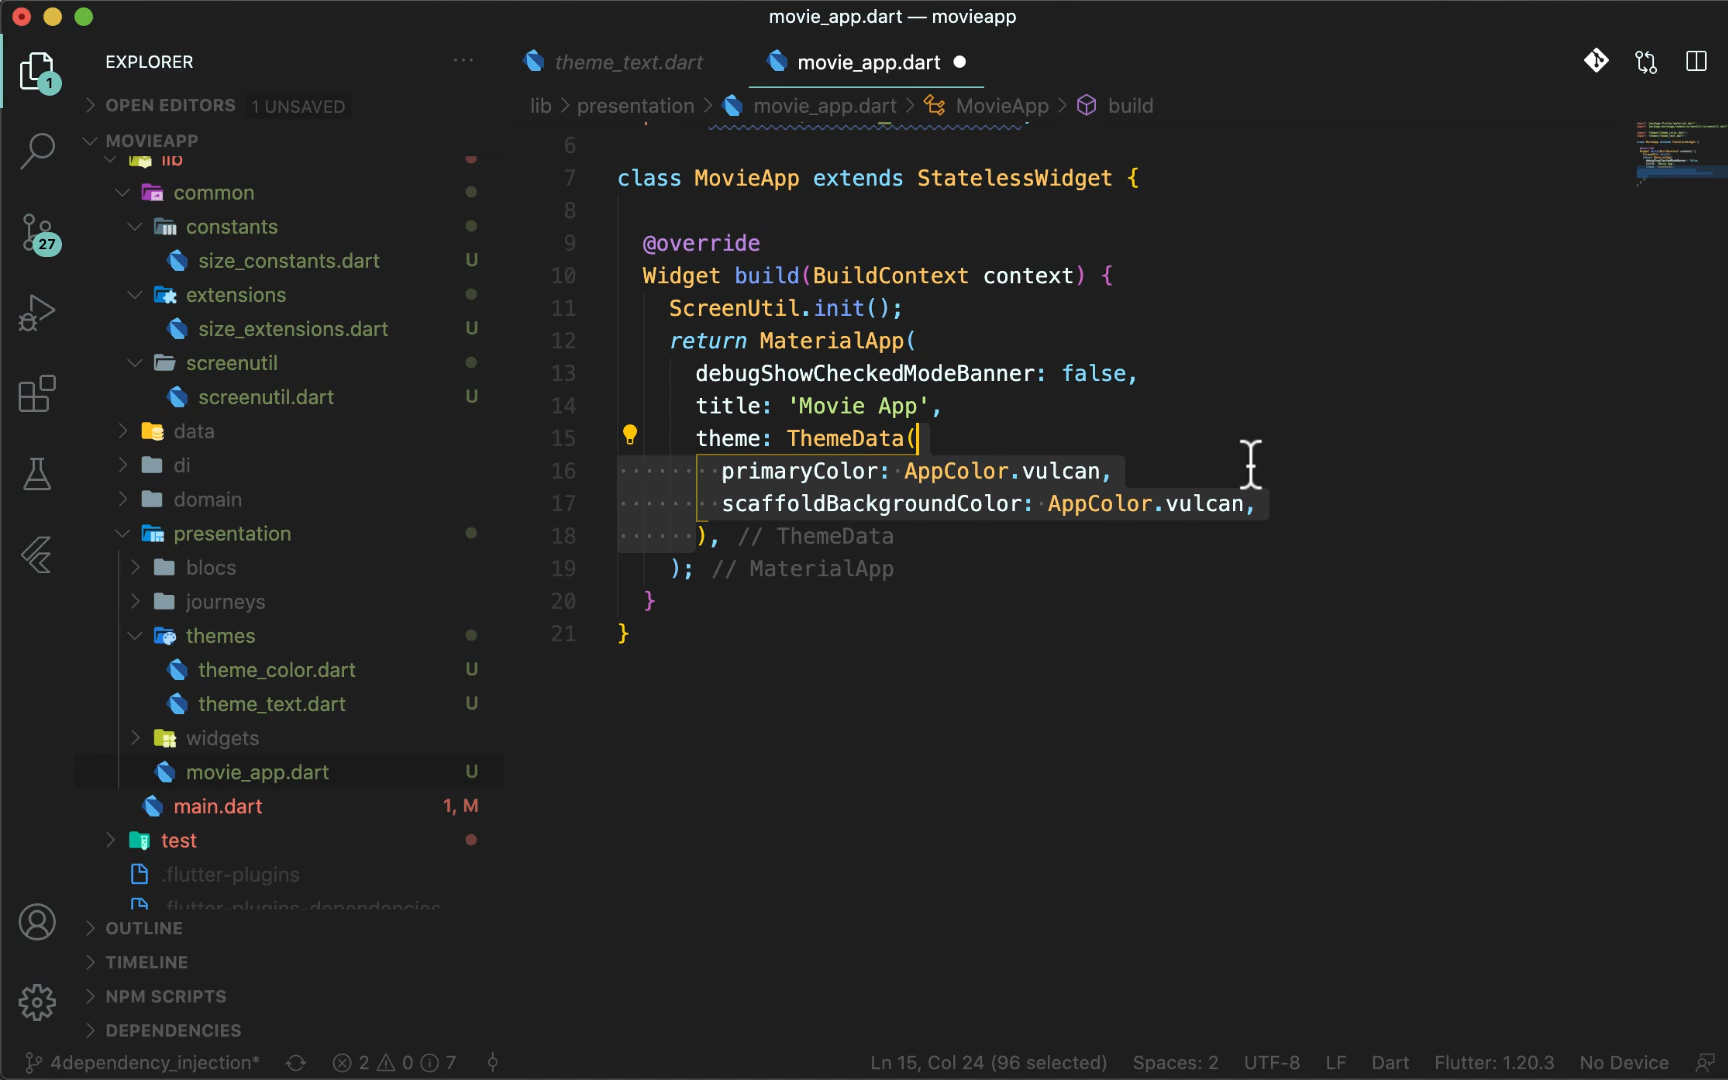 movie_app.dart — movieapp
EXPLORER
theme_text.dart
movie_app.dart
OPEN EDITORS 1 UNSAVED
lib > presentation > movie_app.dart > MovieApp > build
MOVIEAPP
lib
common
constants
size_constants.dart U
extensions
size_extensions.dart U
screenutil
screenutil.dart U
data
di
domain
presentation
blocs
journeys
themes
theme_color.dart U
theme_text.dart U
widgets
movie_app.dart U
main.dart 1, M
test
.flutter-plugins
.flutter-plugins-dependencies
OUTLINE
TIMELINE
NPM SCRIPTS
DEPENDENCIES
1
27
6
7 class MovieApp extends StatelessWidget {
8
9 @override
10 Widget build(BuildContext context) {
11 ScreenUtil.init();
12 return MaterialApp(
13 debugShowCheckedModeBanner: false,
14 title: 'Movie App',
15 theme: ThemeData(
16 primaryColor: AppColor.vulcan,
17 scaffoldBackgroundColor: AppColor.vulcan,
18 ), // ThemeData
19 ); // MaterialApp
20 }
21 }
4dependency_injection* 2 0 7 Ln 15, Col 24 (96 selected) Spaces: 2 UTF-8 LF Dart Flutter: 1.20.3 No Device